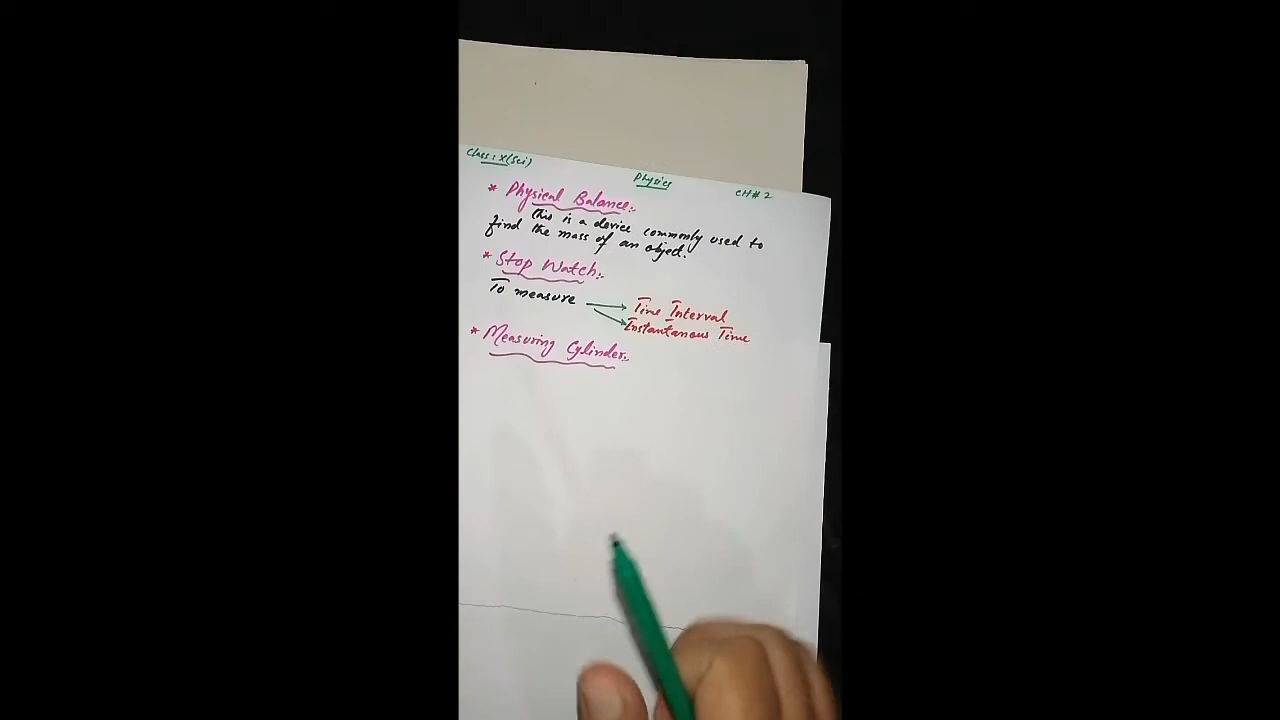 Class: X(Sci)
Physics
CH# 2
* Physical Balance:-
this is a device commonly used to
find the mass of an object.
* Stop Watch:-
To measure
Time Interval
Instantanous Time
* Measuring Cylinder:-